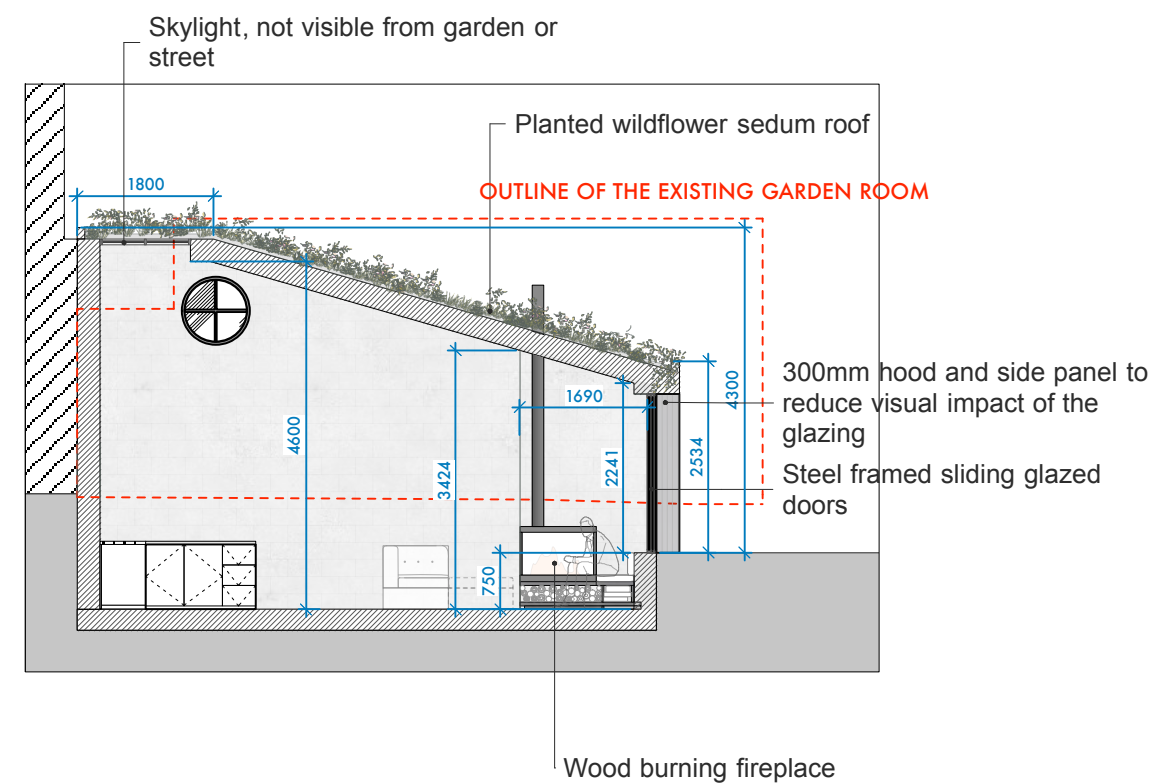 Skylight, not visible from garden or
street
Planted wildflower sedum roof
1800
OUTLINE OF THE EXISTING GARDEN ROOM
300mm hood and side panel to
reduce visual impact of the
glazing
1690
4300
4600
3424
2241
2534
Steel framed sliding glazed
doors
750
Wood burning fireplace